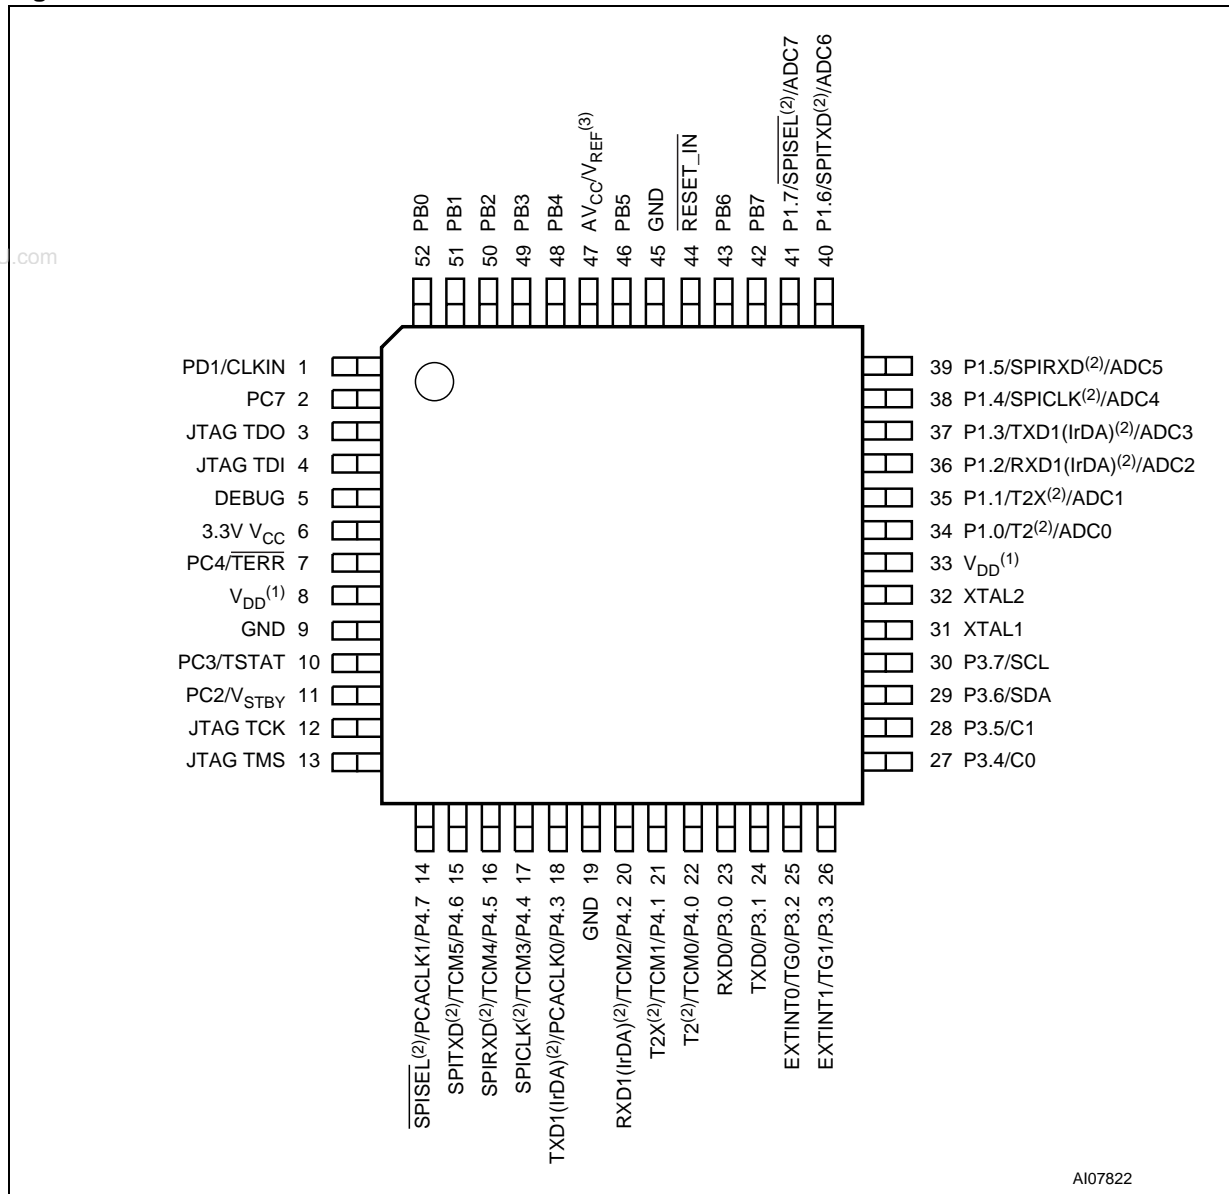 52 PB0
51 PB1
50 PB2
49 PB3
48 PB4
47 AVCC/VREF(3)
46 PB5
45 GND
44 RESET_IN
43 PB6
42 PB7
41 P1.7/SPISEL(2)/ADC7
40 P1.6/SPITXD(2)/ADC6
.com
PD1/CLKIN 1
PC7 2
JTAG TDO 3
JTAG TDI 4
DEBUG 5
3.3V VCC 6
PC4/TERR 7
VDD(1) 8
GND 9
PC3/TSTAT 10
PC2/VSTBY 11
JTAG TCK 12
JTAG TMS 13
39 P1.5/SPIRXD(2)/ADC5
38 P1.4/SPICLK(2)/ADC4
37 P1.3/TXD1(IrDA)(2)/ADC3
36 P1.2/RXD1(IrDA)(2)/ADC2
35 P1.1/T2X(2)/ADC1
34 P1.0/T2(2)/ADC0
33 VDD(1)
32 XTAL2
31 XTAL1
30 P3.7/SCL
29 P3.6/SDA
28 P3.5/C1
27 P3.4/C0
SPISEL(2)/PCACLK1/P4.7 14
SPITXD(2)/TCM5/P4.6 15
SPIRXD(2)/TCM4/P4.5 16
SPICLK(2)/TCM3/P4.4 17
TXD1(IrDA)(2)/PCACLK0/P4.3 18
GND 19
RXD1(IrDA)(2)/TCM2/P4.2 20
T2X(2)/TCM1/P4.1 21
T2(2)/TCM0/P4.0 22
RXD0/P3.0 23
TXD0/P3.1 24
EXTINT0/TG0/P3.2 25
EXTINT1/TG1/P3.3 26
AI07822